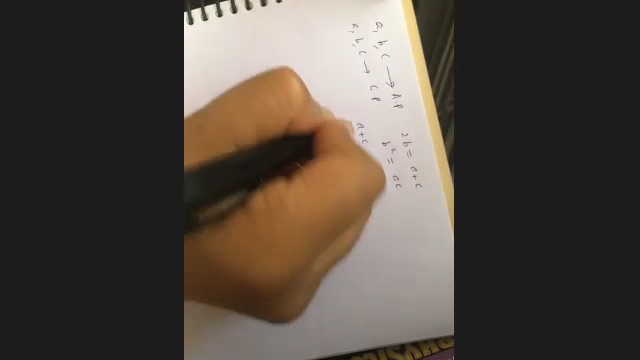 a, b, c → AP
2b = a+c
a, b, c → GP
b² = ac
a+c